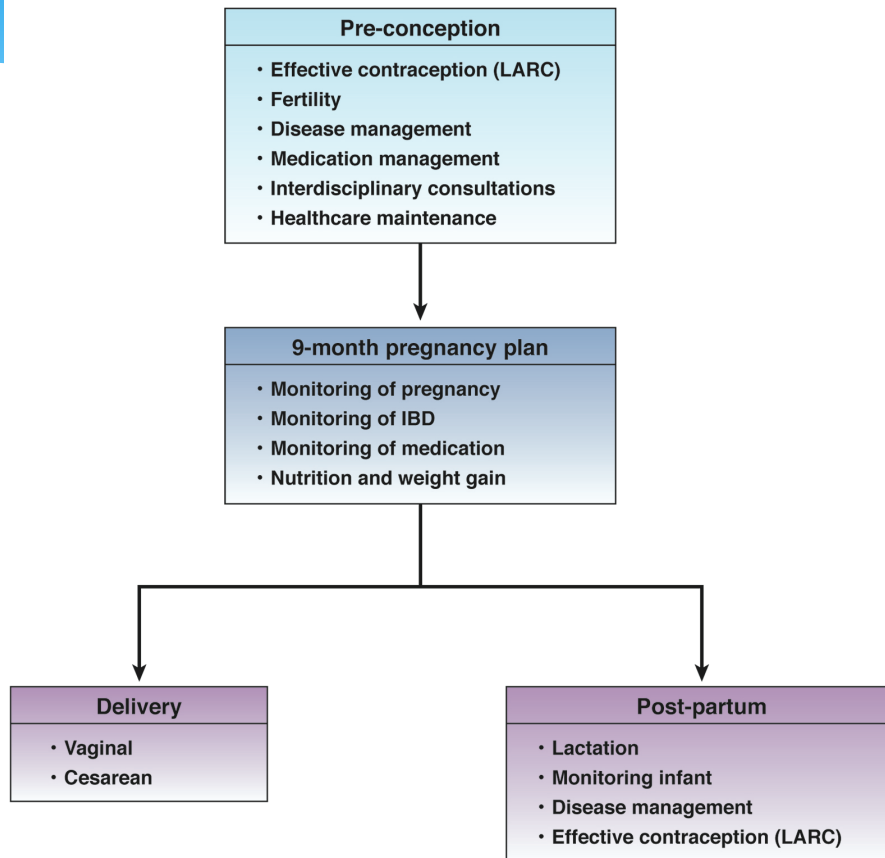 Pre-conception
· Effective contraception (LARC)
· Fertility
· Disease management
· Medication management
· Interdisciplinary consultations
· Healthcare maintenance
9-month pregnancy plan
· Monitoring of pregnancy
· Monitoring of IBD
· Monitoring of medication
· Nutrition and weight gain
Delivery
· Vaginal
· Cesarean
Post-partum
· Lactation
· Monitoring infant
· Disease management
· Effective contraception (LARC)